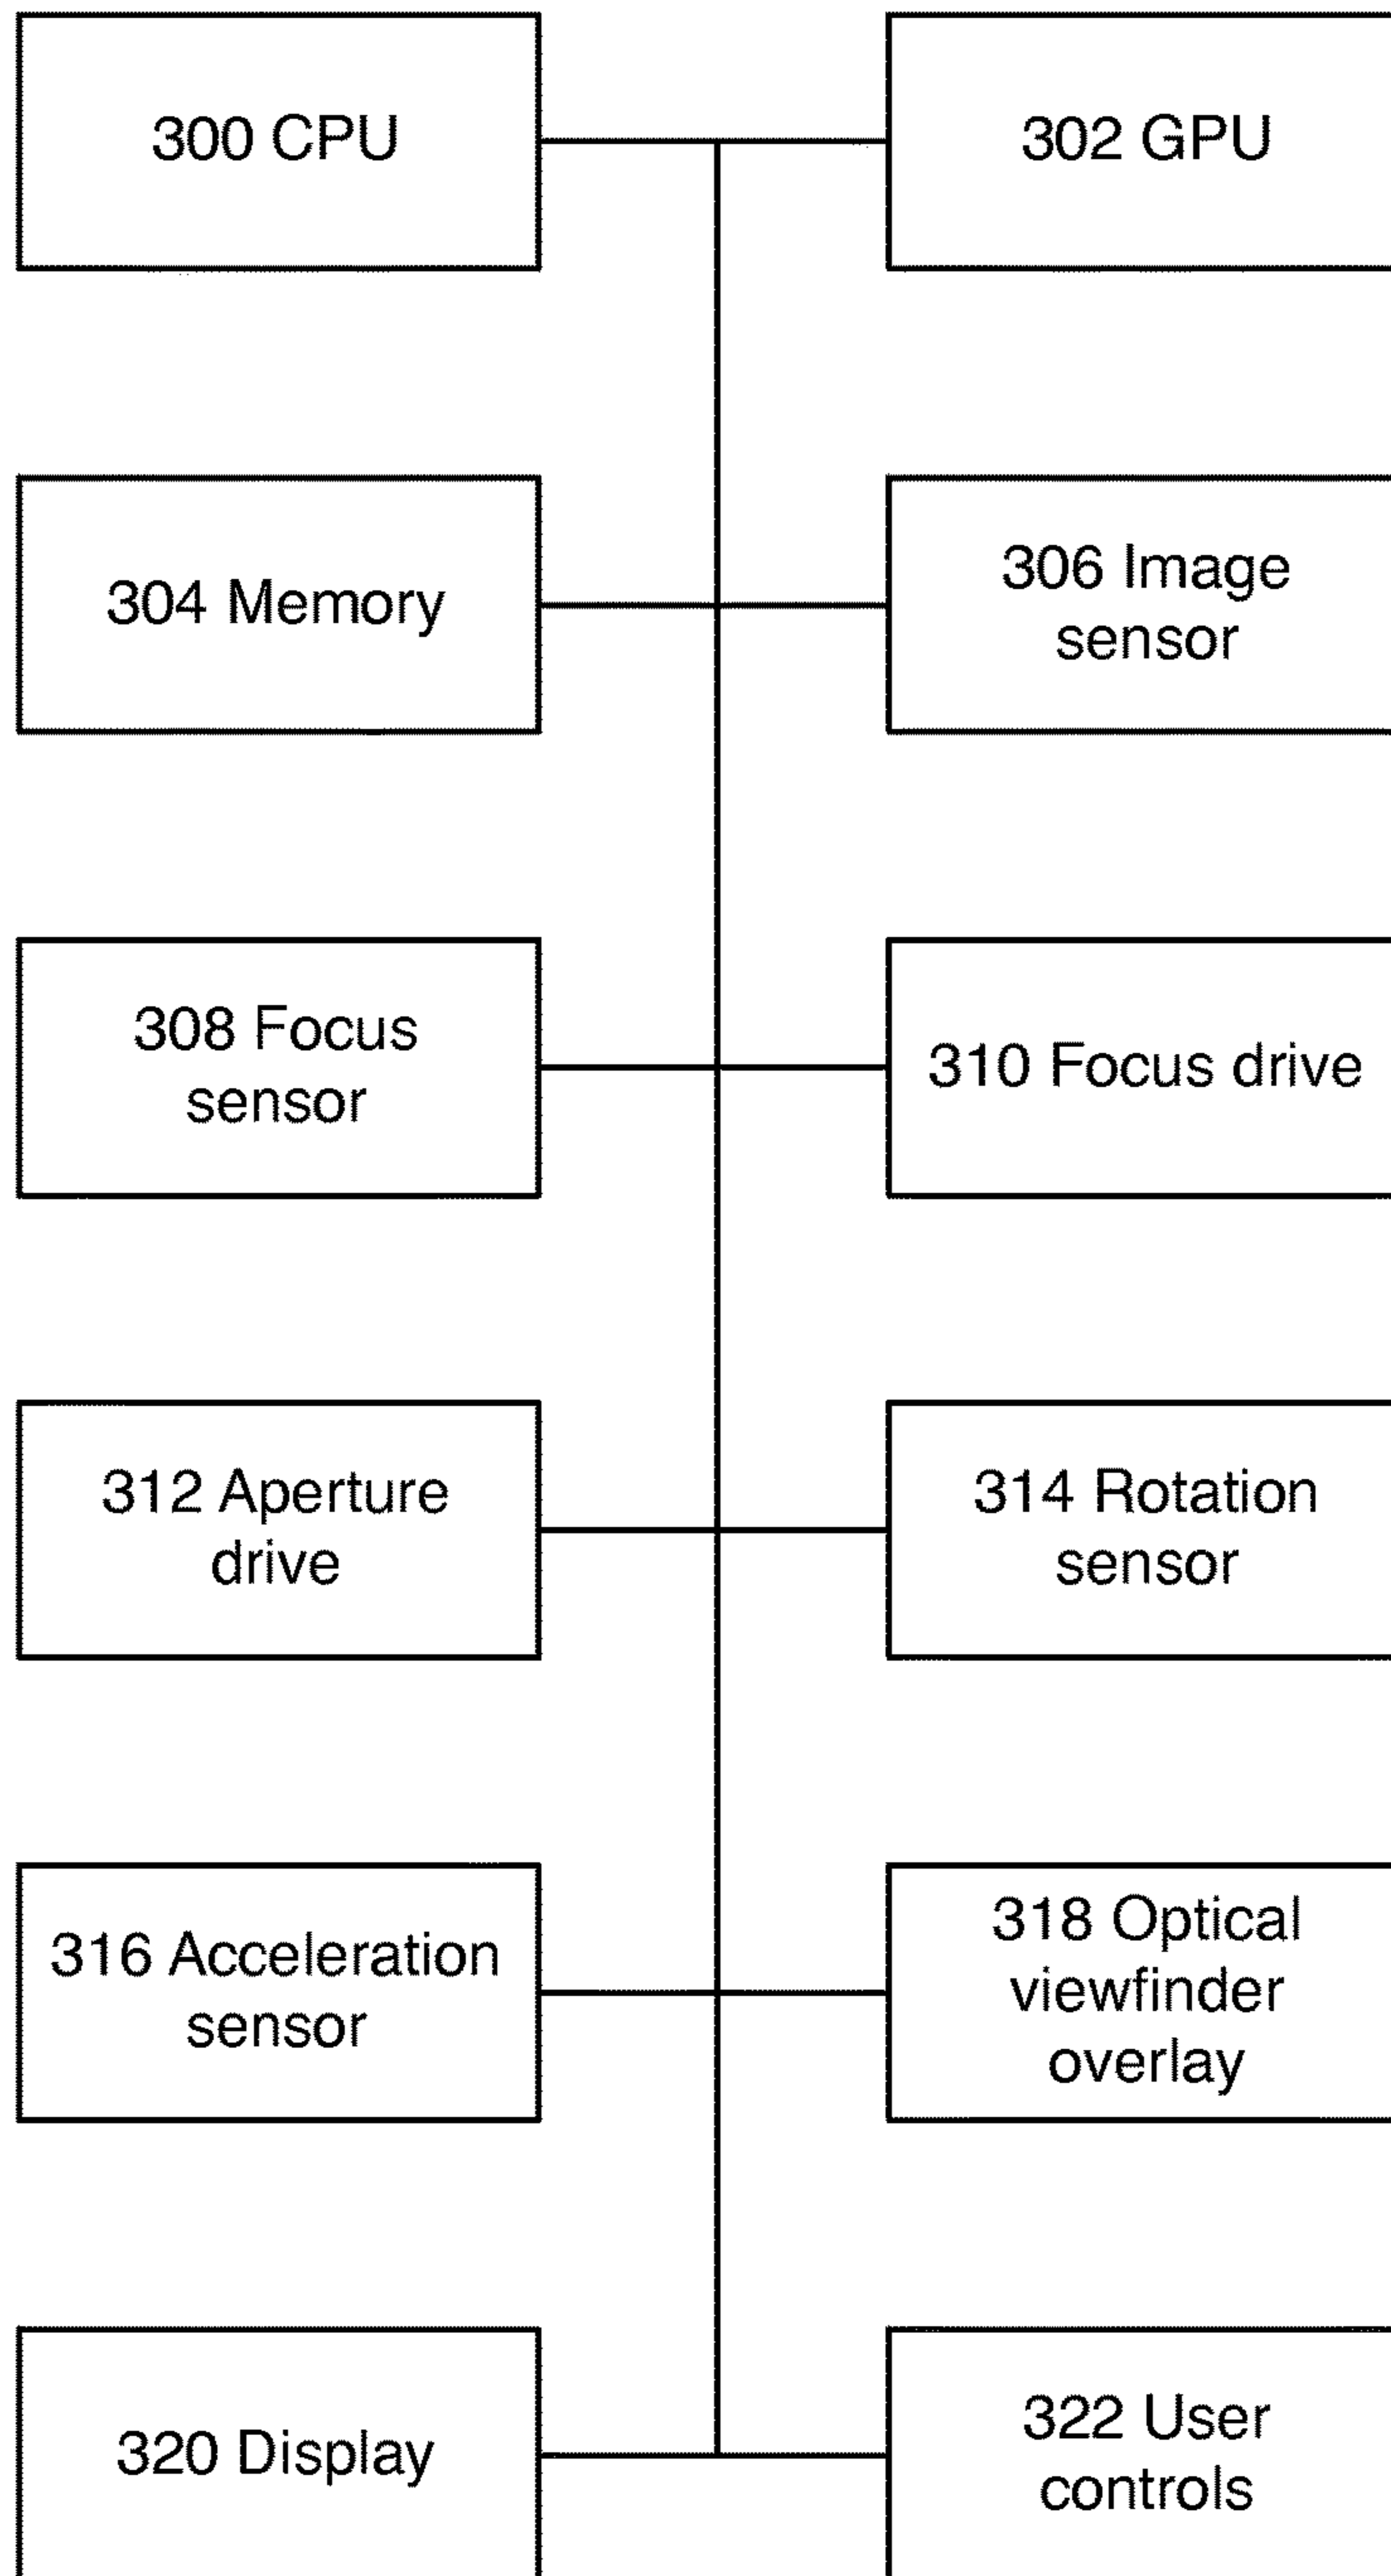 300 CPU
302 GPU
304 Memory
306 Image
sensor
308 Focus
sensor
310 Focus drive
312 Aperture
drive
314 Rotation
sensor
316 Acceleration
sensor
318 Optical
viewfinder
overlay
320 Display
322 User
controls